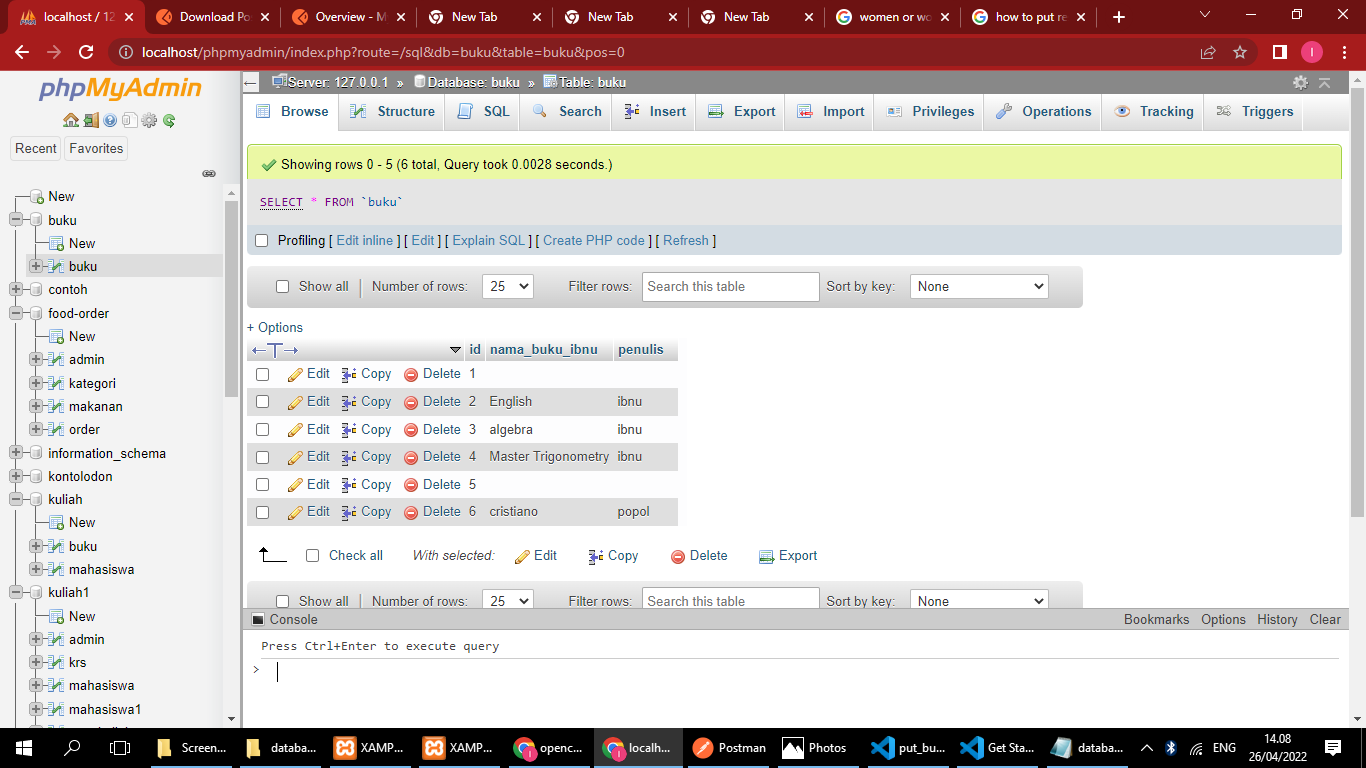 localhost / 12
Download Po
Overview - M
New Tab
New Tab
New Tab
women or wo
how to put re
localhost/phpmyadmin/index.php?route=/sql&db=buku&table=buku&pos=0
I
phpMyAdmin
Recent
Favorites
New
buku
New
buku
contoh
food-order
New
admin
kategori
makanan
order
information_schema
kontolodon
kuliah
New
buku
mahasiswa
kuliah1
New
admin
krs
mahasiswa
mahasiswa1
Server: 127.0.0.1 » Database: buku » Table: buku
Browse Structure SQL Search Insert Export Import Privileges Operations Tracking Triggers
Showing rows 0 - 5 (6 total, Query took 0.0028 seconds.)
SELECT * FROM `buku`
Profiling [ Edit inline ] [ Edit ] [ Explain SQL ] [ Create PHP code ] [ Refresh ]
Show all | Number of rows: 25 Filter rows: Search this table Sort by key: None
+ Options
id nama_buku_ibnu penulis
Edit Copy Delete 1
Edit Copy Delete 2 English ibnu
Edit Copy Delete 3 algebra ibnu
Edit Copy Delete 4 Master Trigonometry ibnu
Edit Copy Delete 5
Edit Copy Delete 6 cristiano popol
Check all With selected: Edit Copy Delete Export
Show all | Number of rows: 25 Filter rows: Search this table Sort by key: None
Console Bookmarks Options History Clear
Press Ctrl+Enter to execute query
>
Screen...
databa...
XAMP...
XAMP...
openc...
localh...
Postman
Photos
put_bu...
Get Sta...
databa...
ENG
14.08
26/04/2022